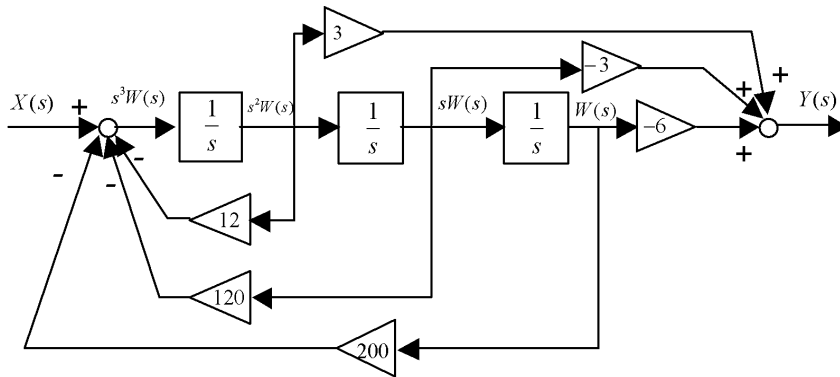 3
-3
X(s)
+
s³W(s)
1/s
s²W(s)
1/s
sW(s)
1/s
W(s)
-6
+
+
+
Y(s)
-
-
-
12
120
200